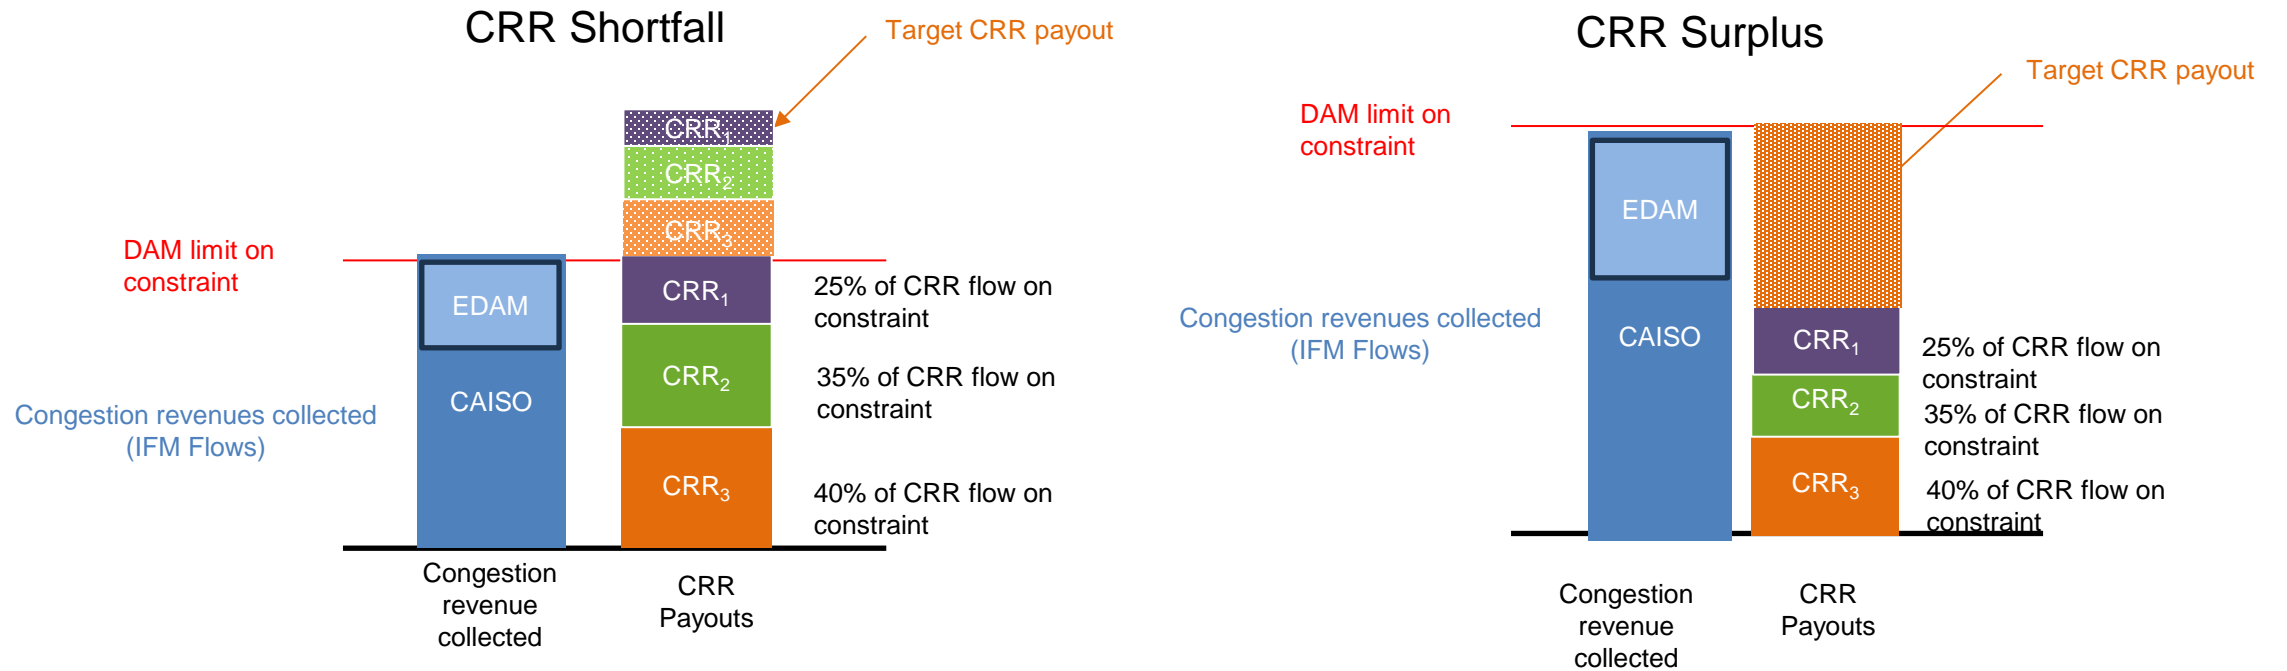 CRR Shortfall
Target CRR payout
CRR1
CRR2
CRR3
DAM limit on
constraint
EDAM
CAISO
Congestion revenues collected
(IFM Flows)
CRR1
CRR2
CRR3
25% of CRR flow on
constraint
35% of CRR flow on
constraint
40% of CRR flow on
constraint
Congestion
revenue
collected
CRR
Payouts
CRR Surplus
Target CRR payout
DAM limit on
constraint
EDAM
CAISO
Congestion revenues collected
(IFM Flows)
CRR1
CRR2
CRR3
25% of CRR flow on
constraint
35% of CRR flow on
constraint
40% of CRR flow on
constraint
Congestion
revenue
collected
CRR
Payouts